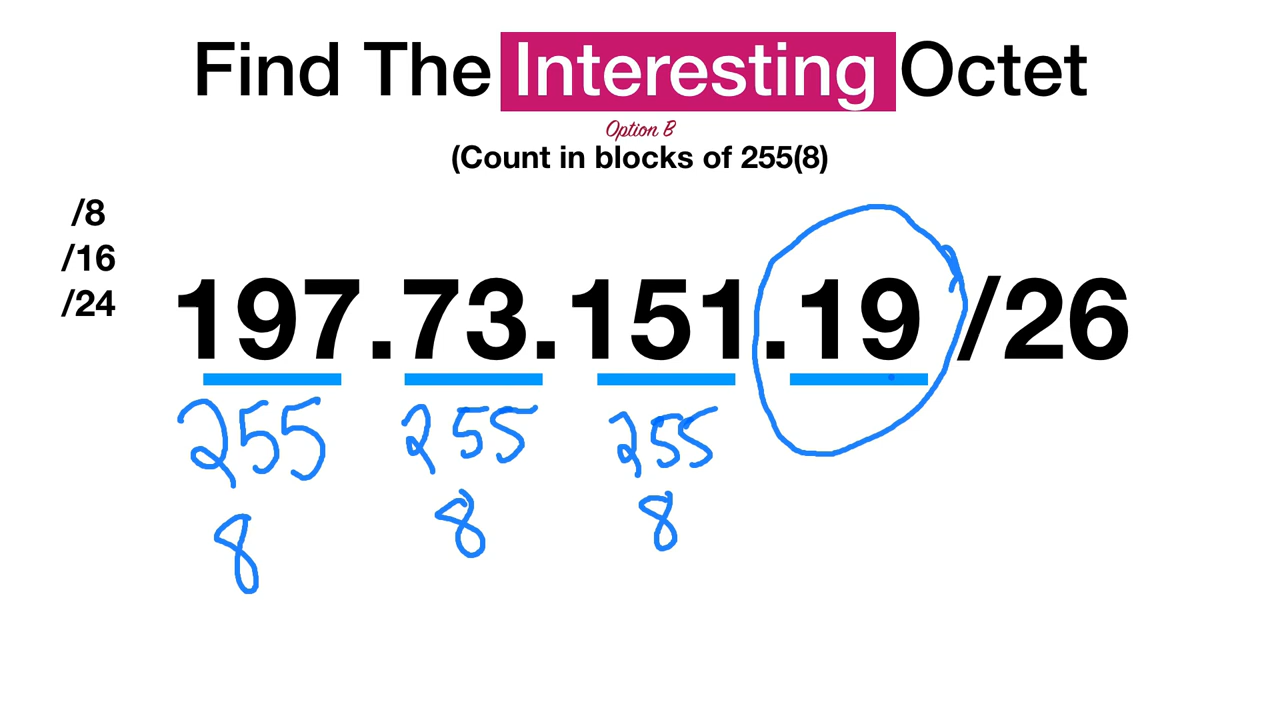 Find The Interesting Octet
Option B
(Count in blocks of 255(8)
/8
/16
/24
197.73.151.19 /26
255 255 255
8 8 8